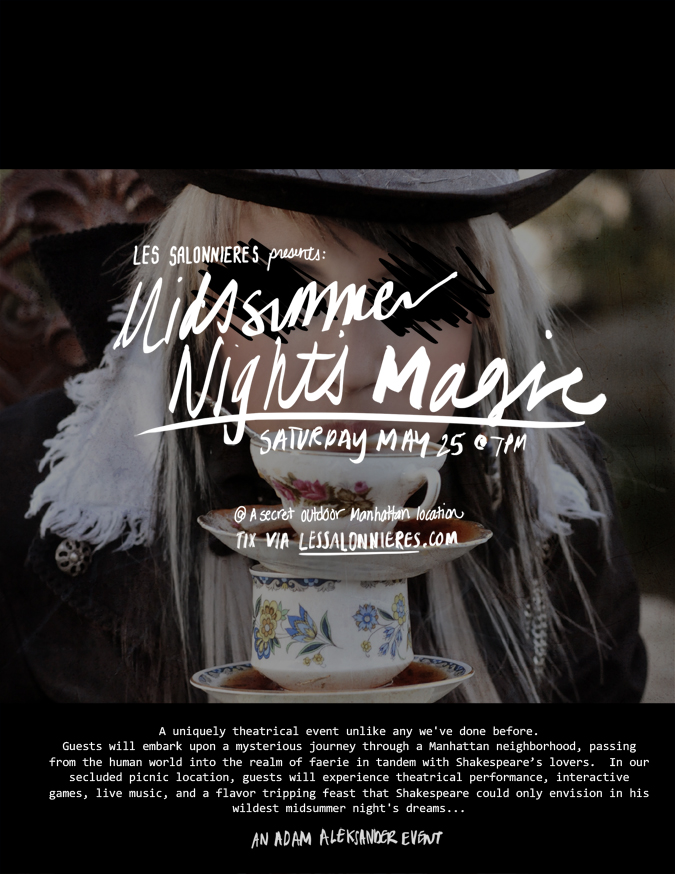 LES SALONNIERES presents:
Midssummer
Nights Magic
SATURDAY MAY 25 @ 7PM
@ A secret outdoor Manhattan location
TIX VIA LESSALONNIERES.COM
A uniquely theatrical event unlike any we've done before.
Guests will embark upon a mysterious journey through a Manhattan neighborhood, passing
from the human world into the realm of faerie in tandem with Shakespeare’s lovers.  In our
secluded picnic location, guests will experience theatrical performance, interactive
games, live music, and a flavor tripping feast that Shakespeare could only envision in his
wildest midsummer night's dreams...
AN ADAM ALEKSANDER EVENT